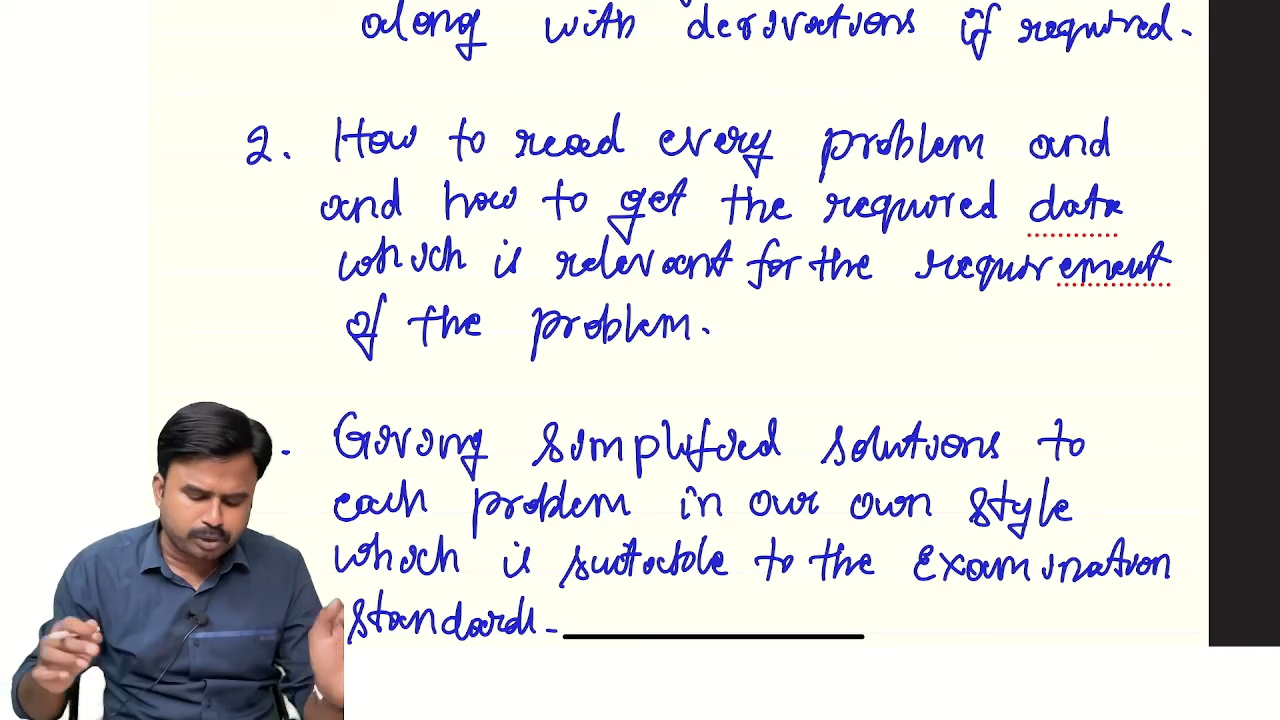 along with derivations if required.
2. How to read every problem and
and how to get the required data
which is relevant for the requirement
of the problem.
. Giving simplified solutions to
each problem in our own style
which is suitable to the Examination
standards.